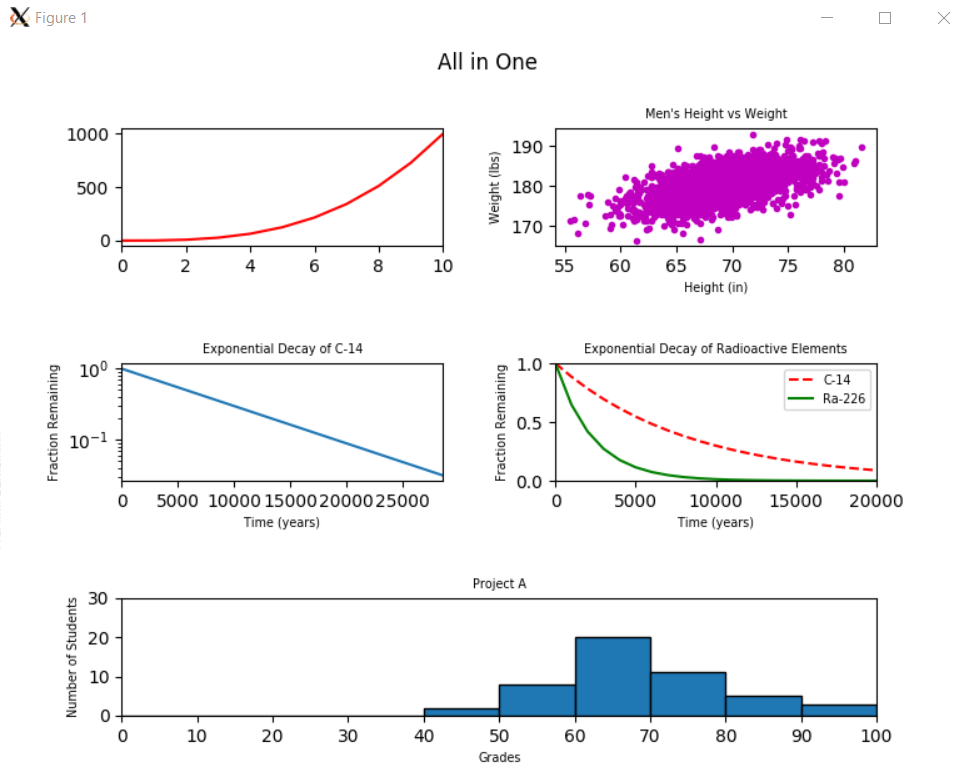 Figure 1
All in One
1000
500
0
0 2 4 6 8 10
Men's Height vs Weight
Weight (lbs)
190
180
170
55 60 65 70 75 80
Height (in)
Exponential Decay of C-14
Fraction Remaining
10⁰
10⁻¹
0 5000 10000 15000 20000 25000
Time (years)
Exponential Decay of Radioactive Elements
Fraction Remaining
1.0
0.5
0.0
C-14
Ra-226
0 5000 10000 15000 20000
Time (years)
Project A
Number of Students
30
20
10
0
0 10 20 30 40 50 60 70 80 90 100
Grades